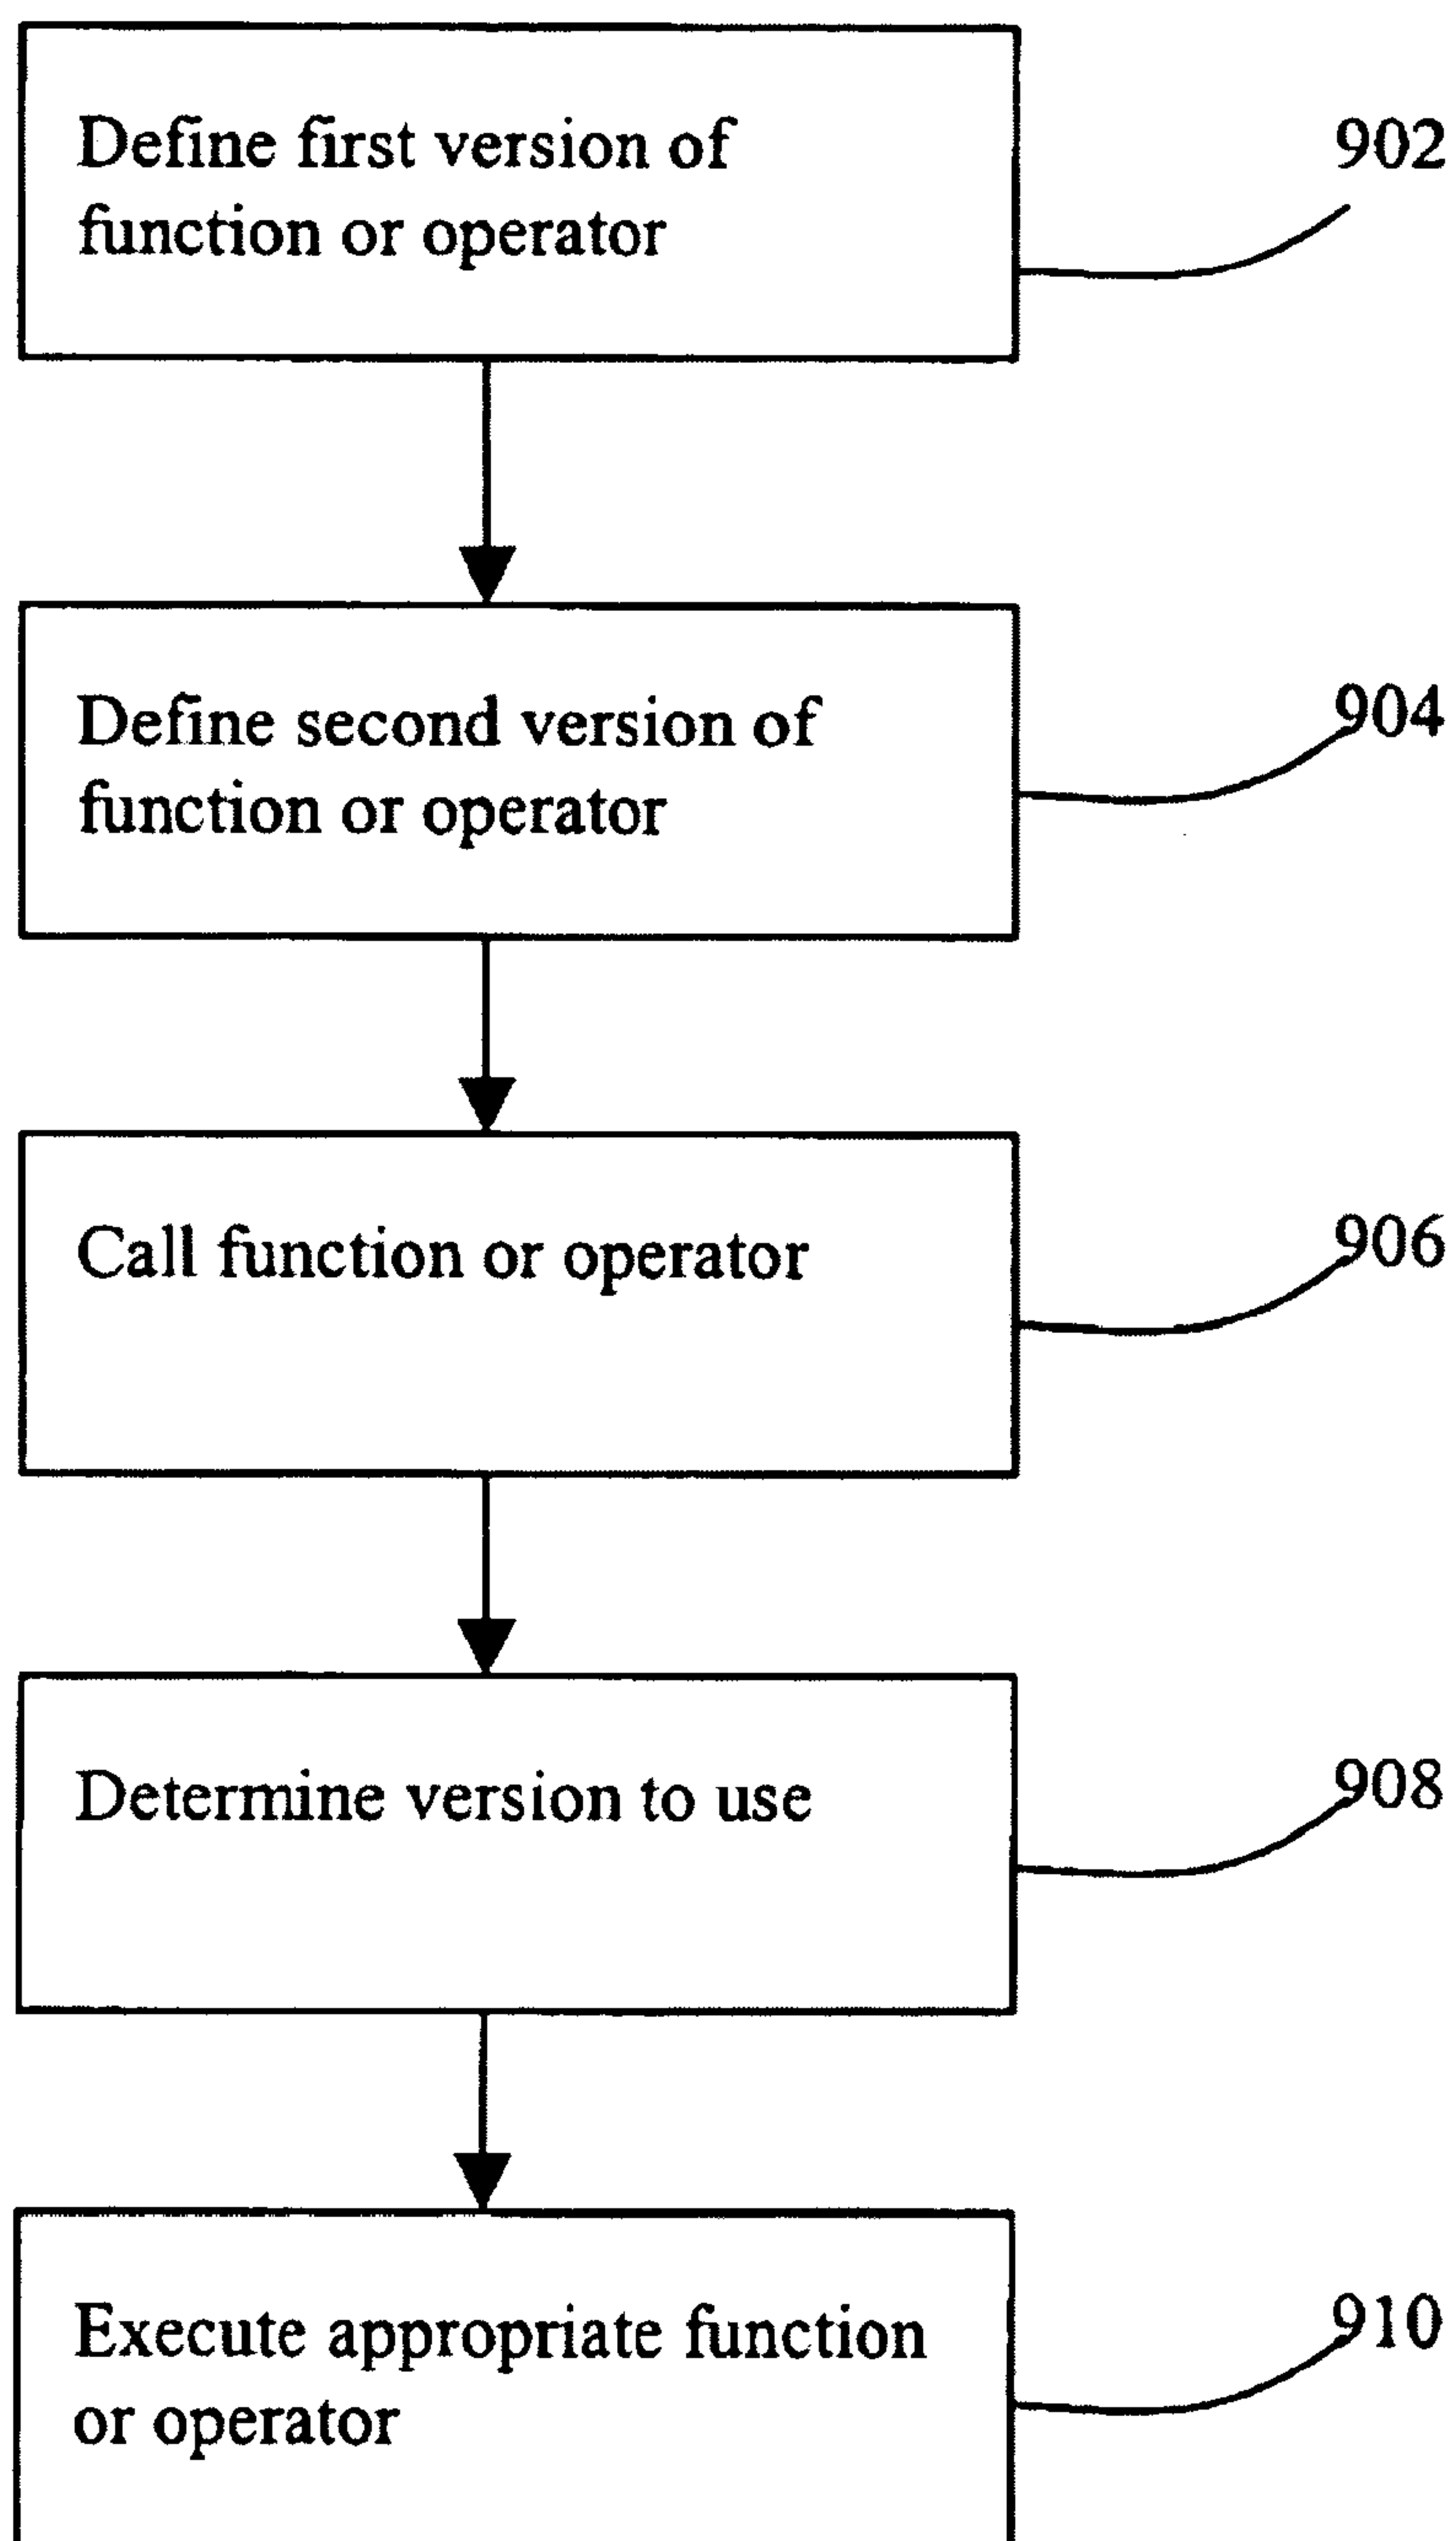 Define first version of
function or operator
902
Define second version of
function or operator
904
Call function or operator
906
Determine version to use
908
Execute appropriate function
or operator
910